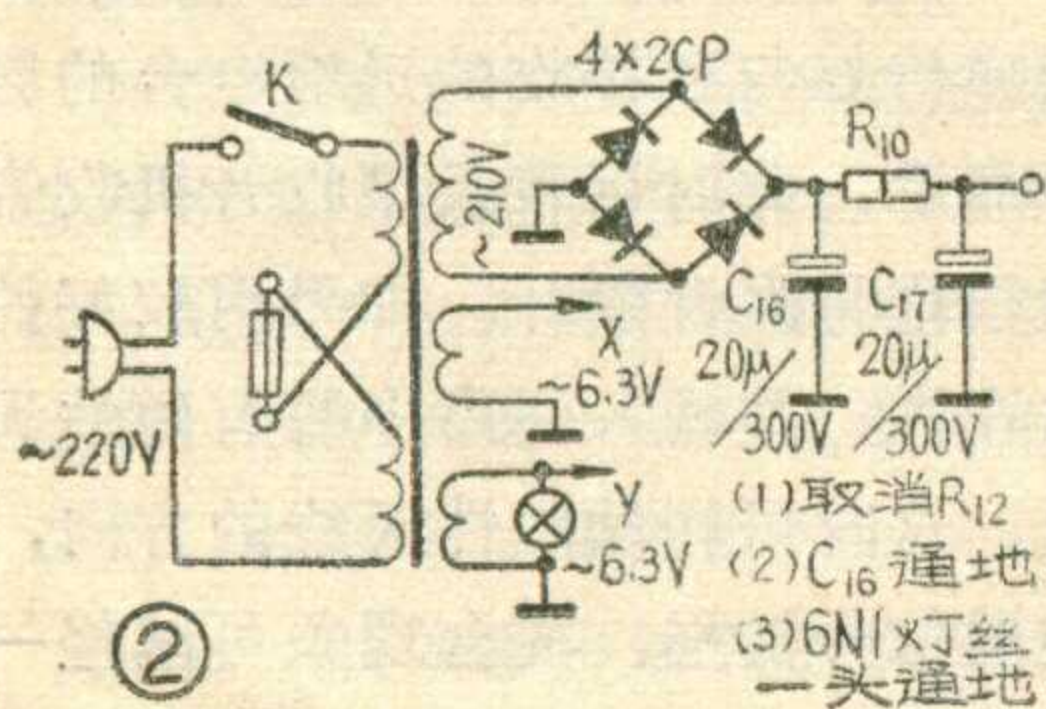 4×2CP
K
R₁₀
~210V
C₁₆
20μ/300V
C₁₇
20μ/300V
X
~6.3V
~220V
Y
~6.3V
(1)取消R₁₂
(2)C₁₆通地
(3)6N1灯丝
一头通地
②